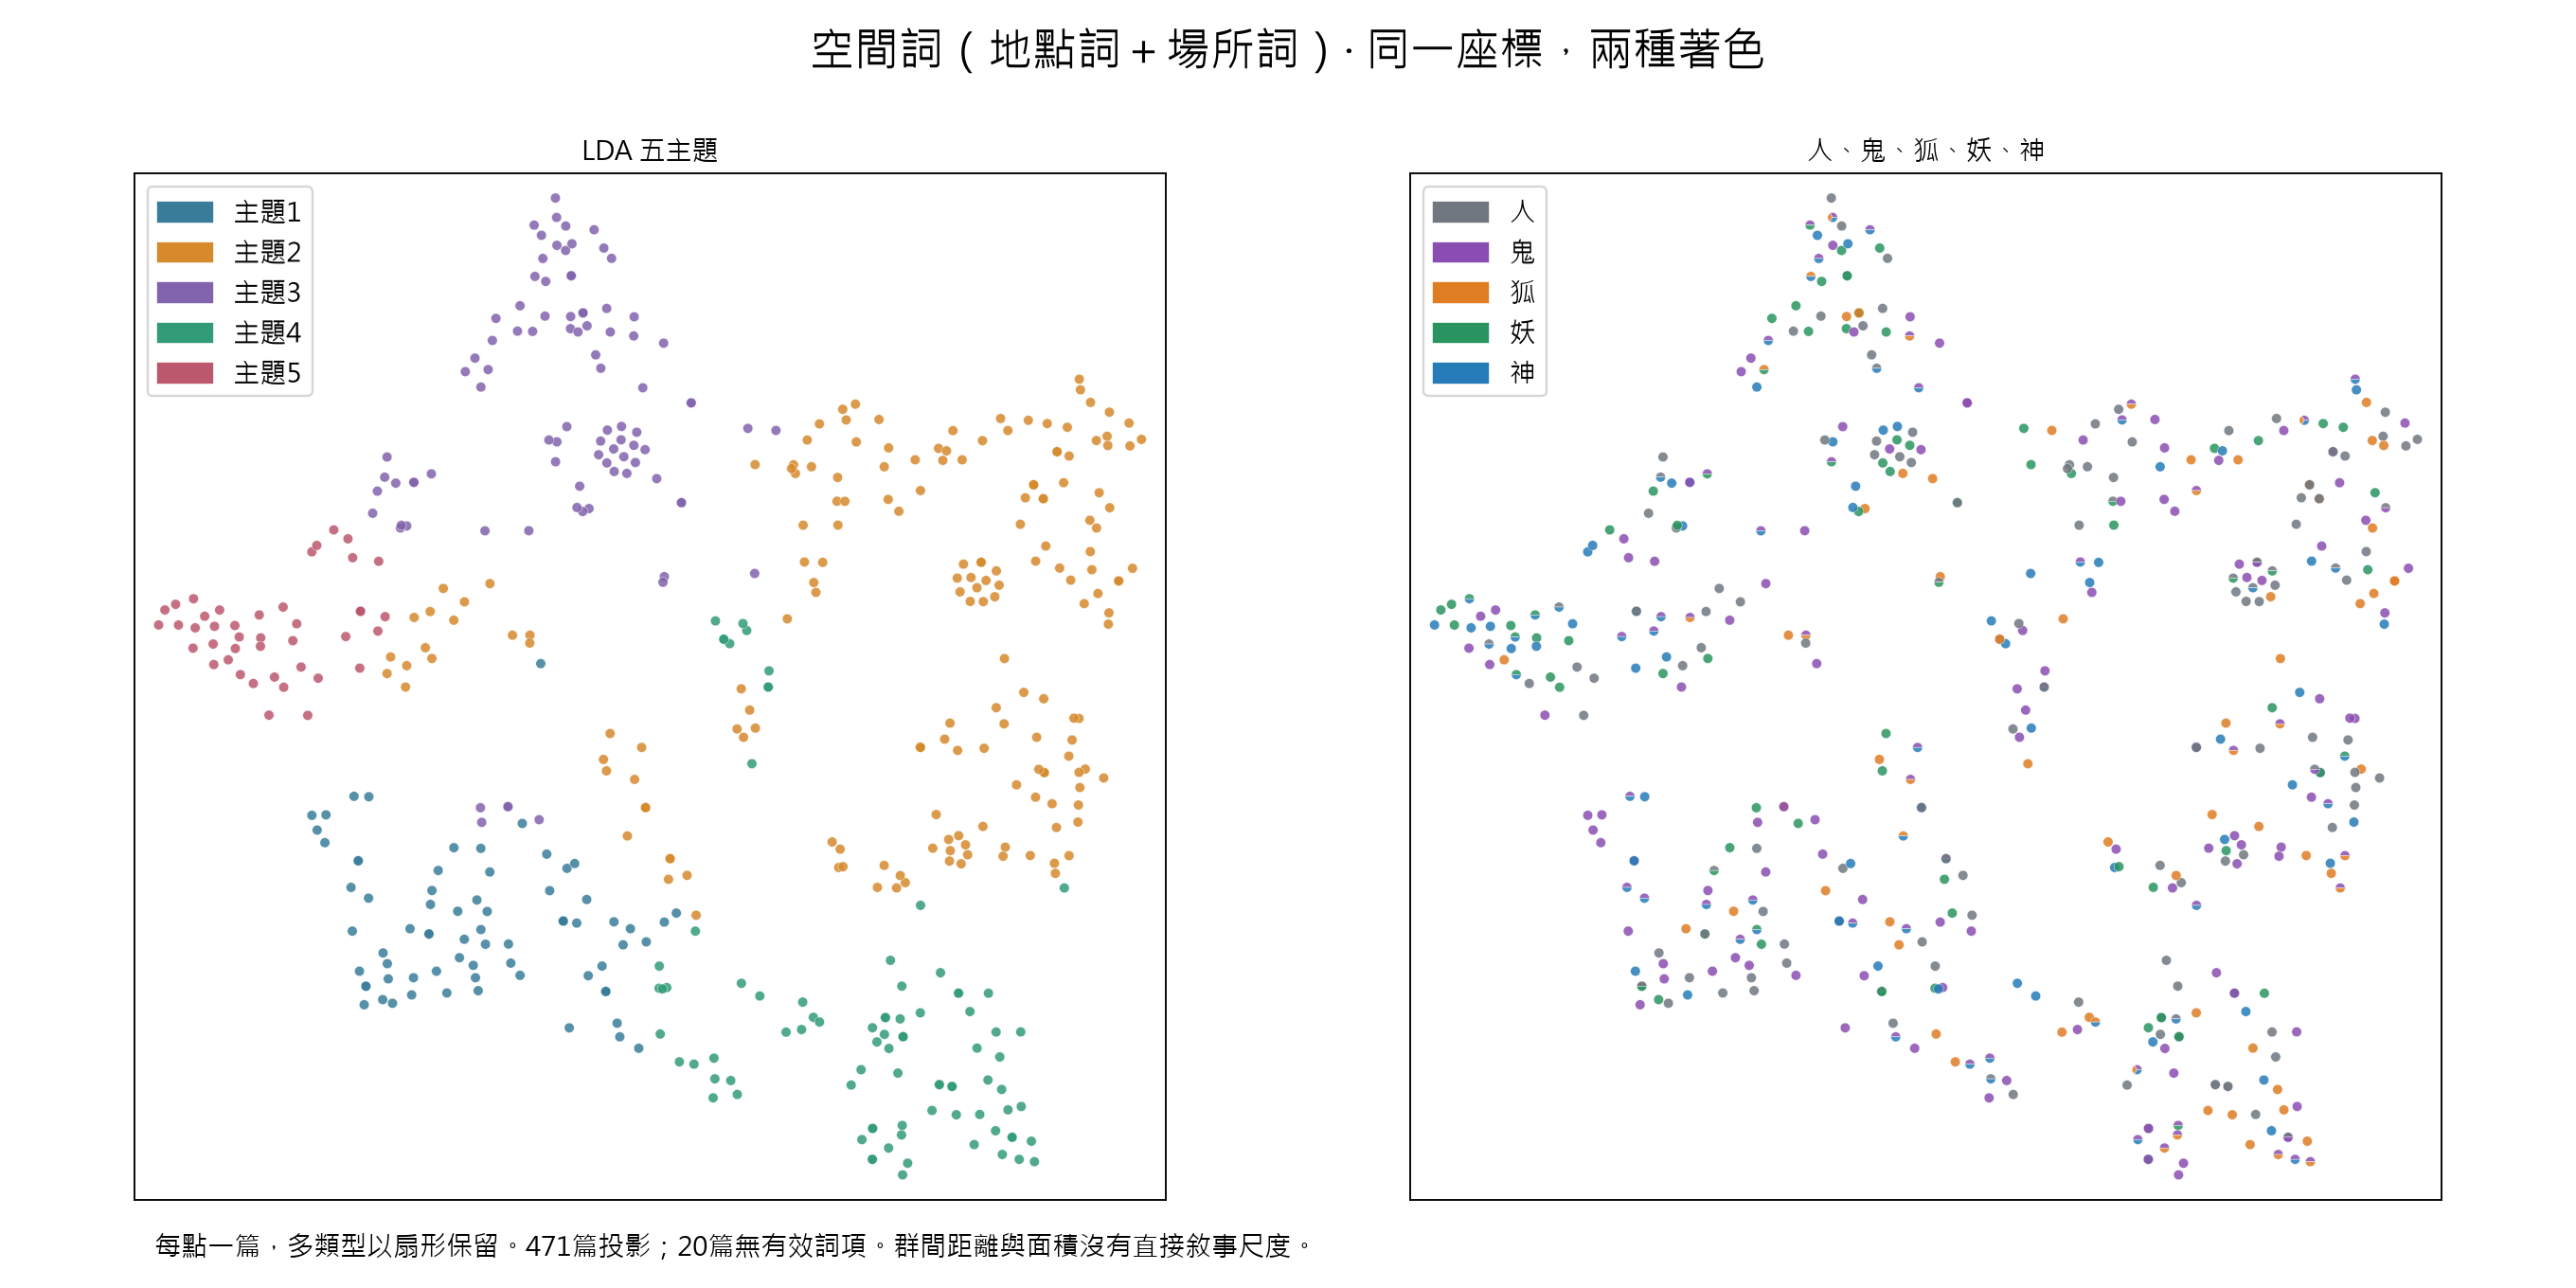 空間詞（地點詞＋場所詞）· 同一座標，兩種著色
LDA 五主題
主題1
主題2
主題3
主題4
主題5
人、鬼、狐、妖、神
人
鬼
狐
妖
神
每點一篇，多類型以扇形保留。471篇投影；20篇無有效詞項。群間距離與面積沒有直接敘事尺度。